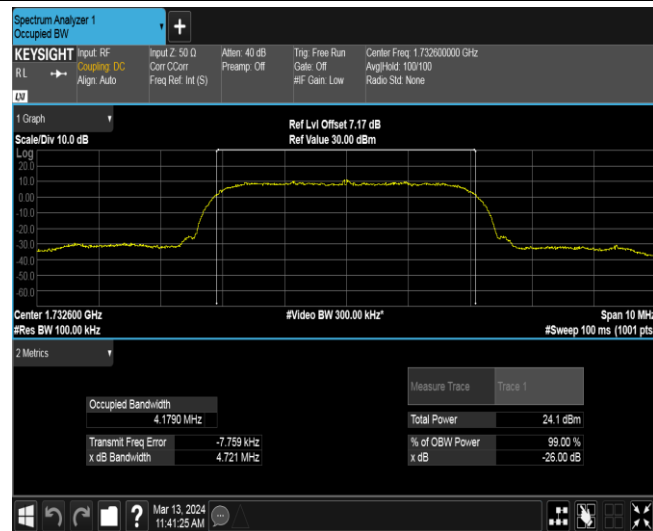 Spectrum Analyzer 1
Occupied BW
+
KEYSIGHT
RL
LXI
Input: RF
Coupling: DC
Align: Auto
Input Z: 50 Ω
Corr CCorr
Freq Ref: Int (S)
Atten: 40 dB
Preamp: Off
Trig: Free Run
Gate: Off
#IF Gain: Low
Center Freq: 1.732600000 GHz
Avg|Hold: 100/100
Radio Std: None
1 Graph
Scale/Div 10.0 dB
Ref Lvl Offset 7.17 dB
Ref Value 30.00 dBm
Log
20.0
10.0
0.00
-10.0
-20.0
-30.0
-40.0
-50.0
-60.0
Center 1.732600 GHz
#Res BW 100.00 kHz
#Video BW 300.00 kHz*
Span 10 MHz
#Sweep 100 ms (1001 pts
2 Metrics
Measure Trace Trace 1
Occupied Bandwidth
4.1790 MHz
Total Power 24.1 dBm
Transmit Freq Error -7.759 kHz
% of OBW Power 99.00 %
x dB Bandwidth 4.721 MHz
x dB -26.00 dB
?
Mar 13, 2024
11:41:25 AM